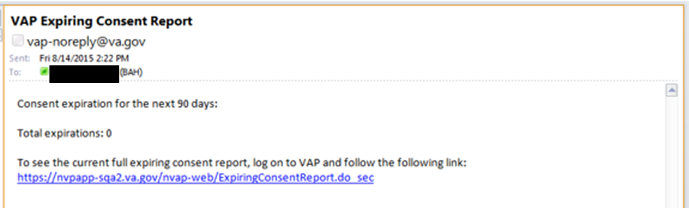 VAP Expiring Consent Report
vap-noreply@va.gov
Sent: Fri 8/14/2015 2:22 PM
To: (BAH)
Consent expiration for the next 90 days:
Total expirations: 0
To see the current full expiring consent report, log on to VAP and follow the following link:
https://nvpapp-sqa2.va.gov/nvap-web/ExpiringConsentReport.do_sec